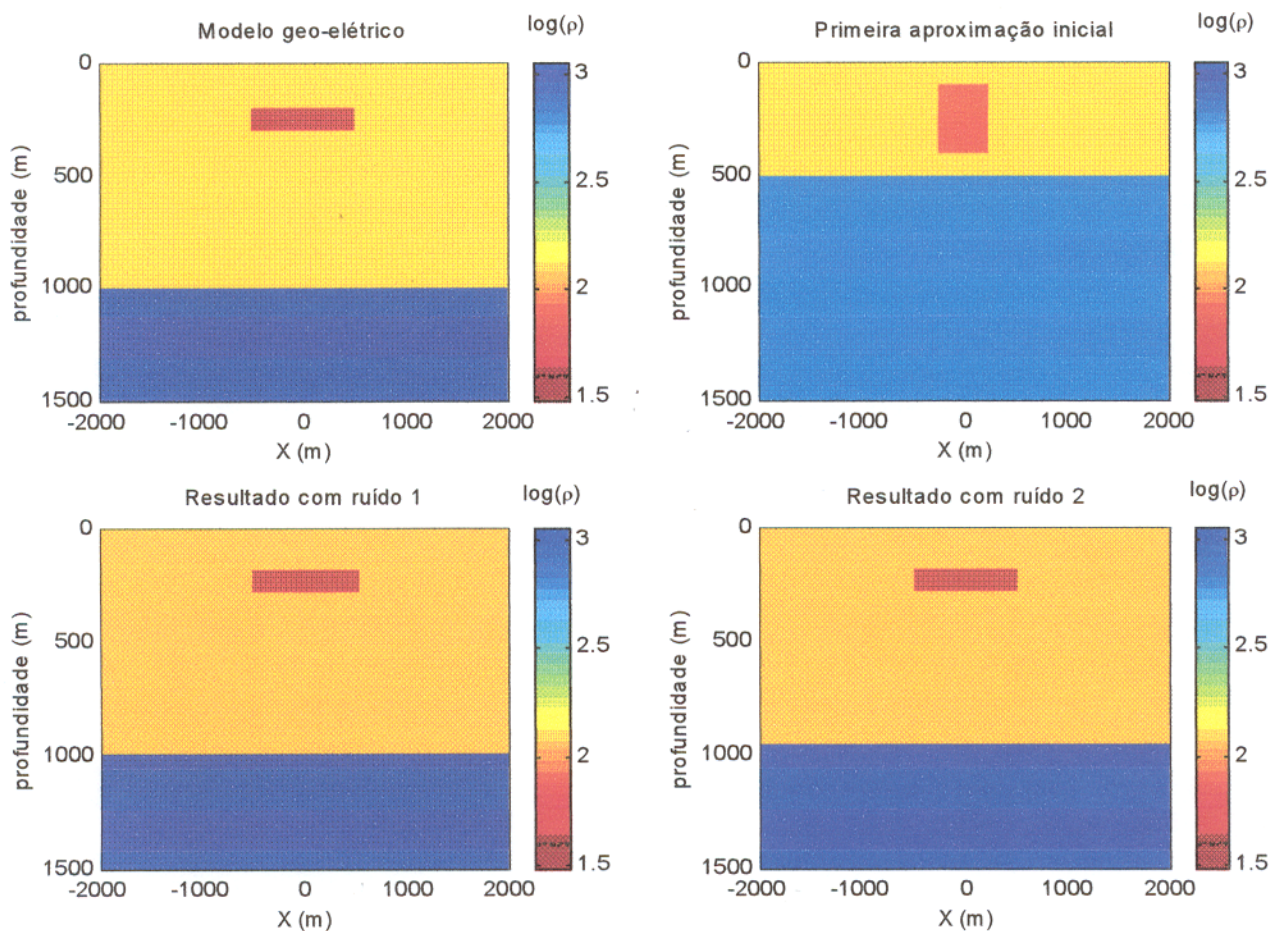 Modelo geo-elétrico
log(ρ)
0
500
1000
1500
profundidade (m)
-2000 -1000 0 1000 2000
X (m)
3
2.5
2
1.5
Primeira aproximação inicial
log(ρ)
0
500
1000
1500
profundidade (m)
-2000 -1000 0 1000 2000
X (m)
3
2.5
2
1.5
Resultado com ruído 1
log(ρ)
0
500
1000
1500
profundidade (m)
-2000 -1000 0 1000 2000
X (m)
3
2.5
2
1.5
Resultado com ruído 2
log(ρ)
0
500
1000
1500
profundidade (m)
-2000 -1000 0 1000 2000
X (m)
3
2.5
2
1.5